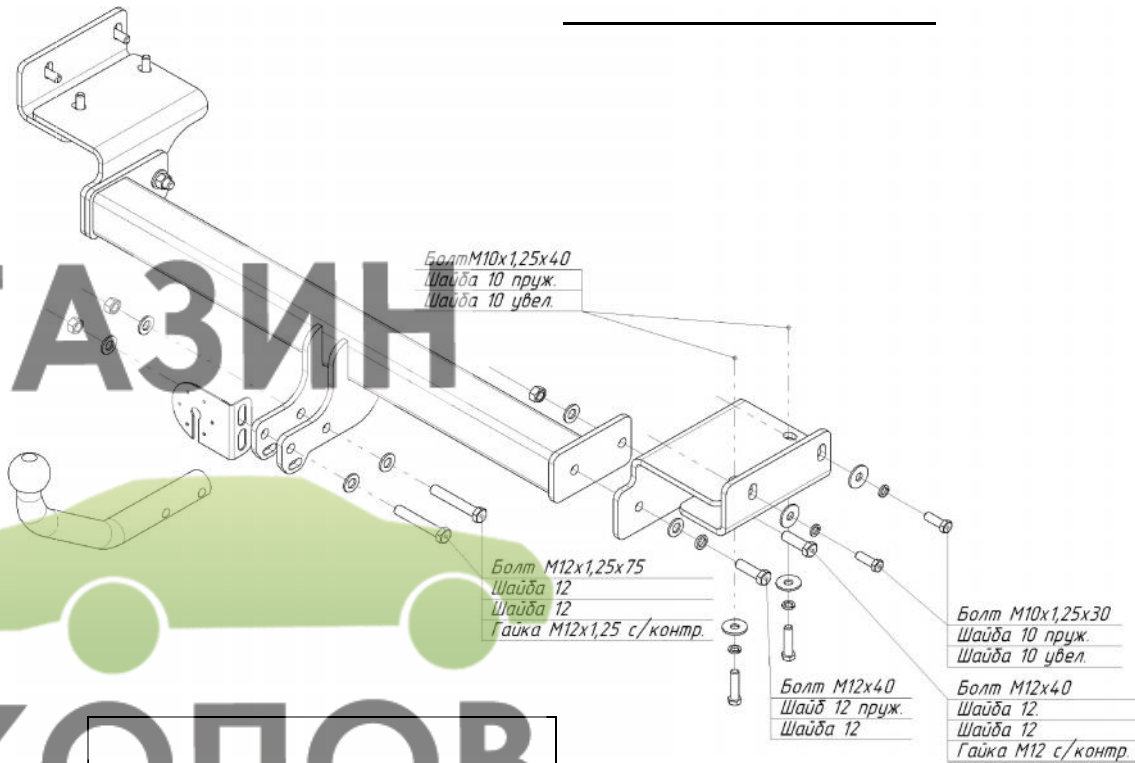 БолтМ10х1,25х40
Шайба 10 пруж.
Шайба 10 увел.
АЗИН
Болт М12х1,25х75
Шайба 12
Шайба 12
Гайка М12х1,25 с/контр.
Болт М10х1,25х30
Шайба 10 пруж.
Шайба 10 увел.
Болт М12х40
Шайб 12 пруж.
Шайба 12
Болт М12х40
Шайба 12.
Шайба 12
Гайка М12 с/контр.
КОПОВ